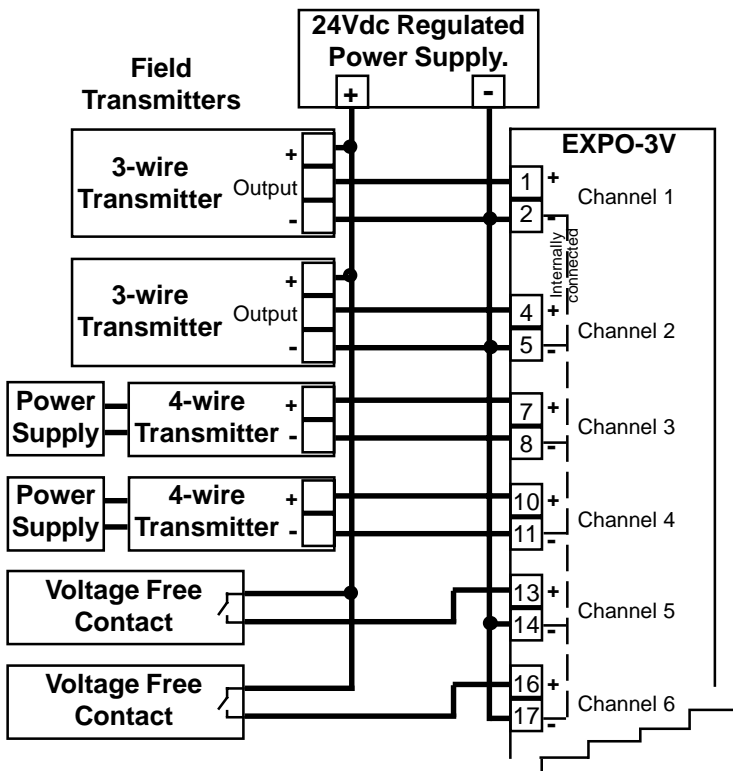 24Vdc Regulated
Power Supply.
+ -
Field
Transmitters
EXPO-3V
3-wire
Transmitter
+
Output
-
1 +
2 -
Channel 1
Internally
connected
3-wire
Transmitter
+
Output
-
4 +
5 -
Channel 2
Power
Supply
4-wire
Transmitter
+
-
7 +
8 -
Channel 3
Power
Supply
4-wire
Transmitter
+
-
10 +
11 -
Channel 4
Voltage Free
Contact
13 +
14 -
Channel 5
Voltage Free
Contact
16 +
17 -
Channel 6